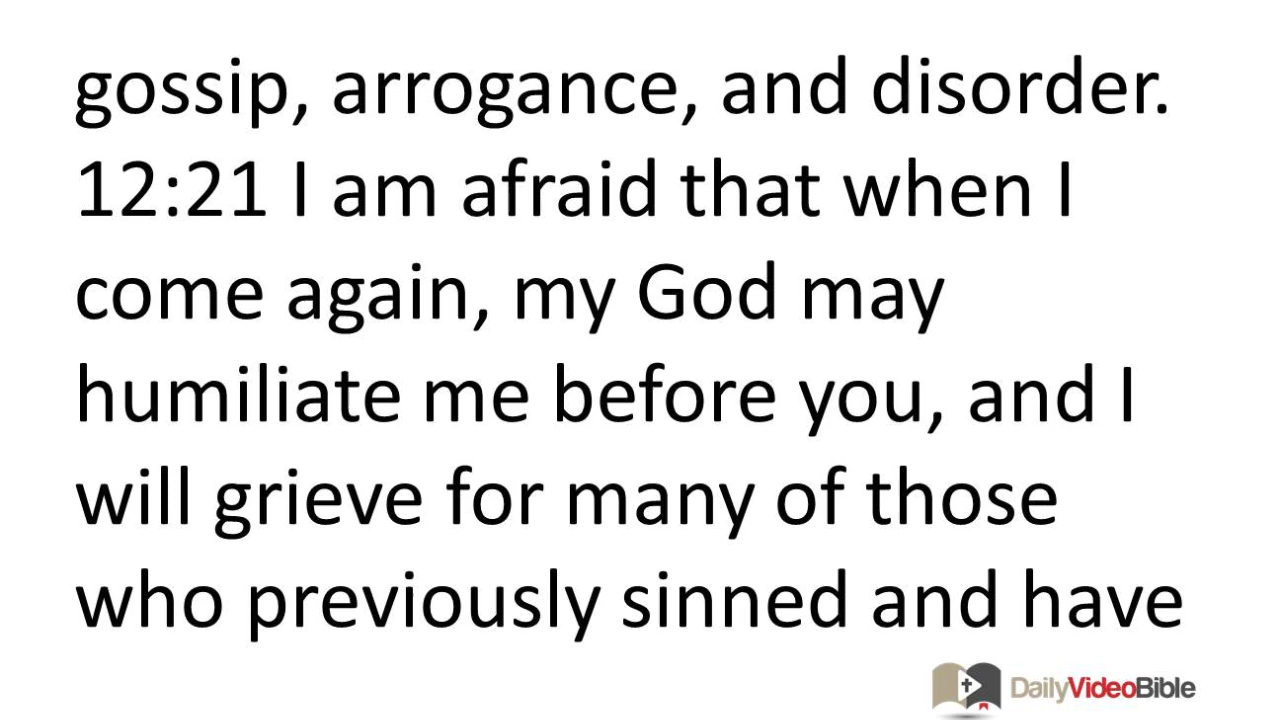 gossip, arrogance, and disorder.
12:21 I am afraid that when I
come again, my God may
humiliate me before you, and I
will grieve for many of those
who previously sinned and have
DailyVideoBible